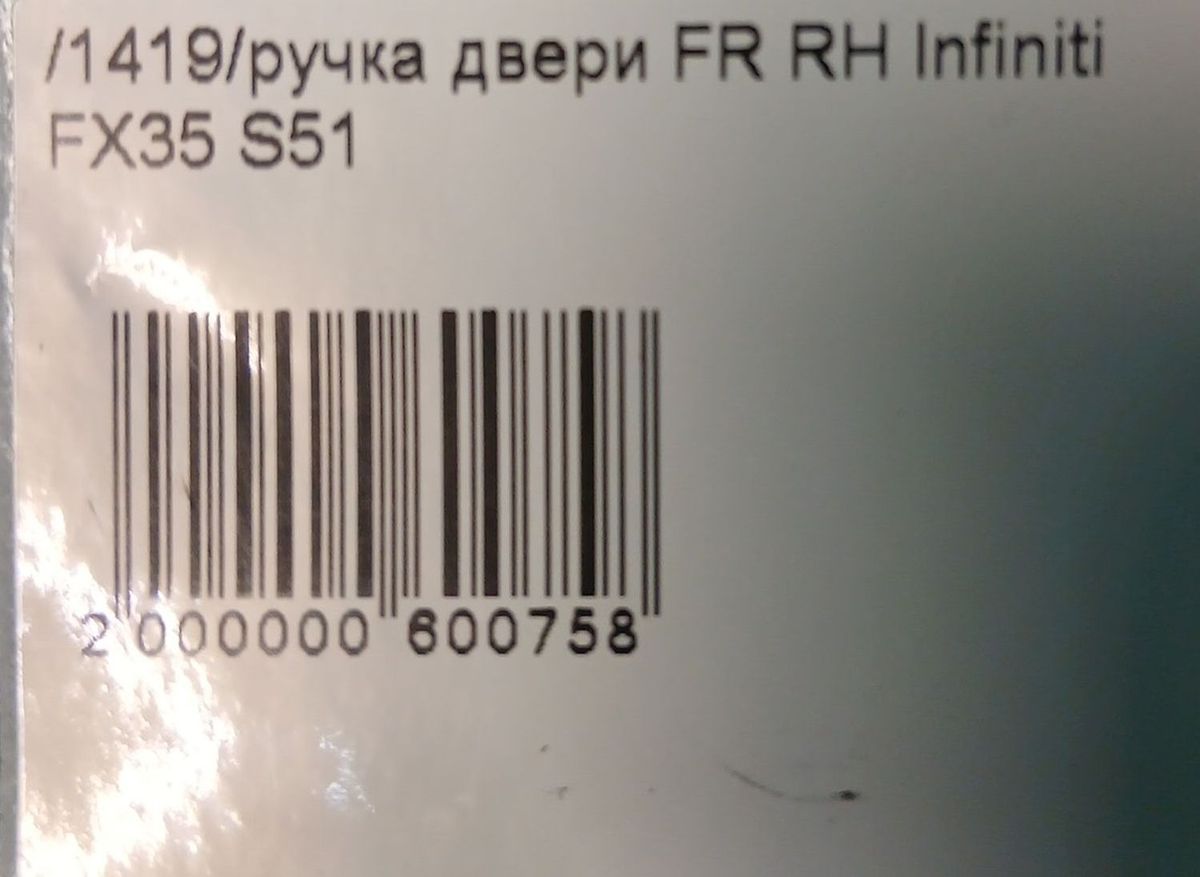 /1419/ручка двери FR RH Infiniti
FX35 S51
2 000000 600758